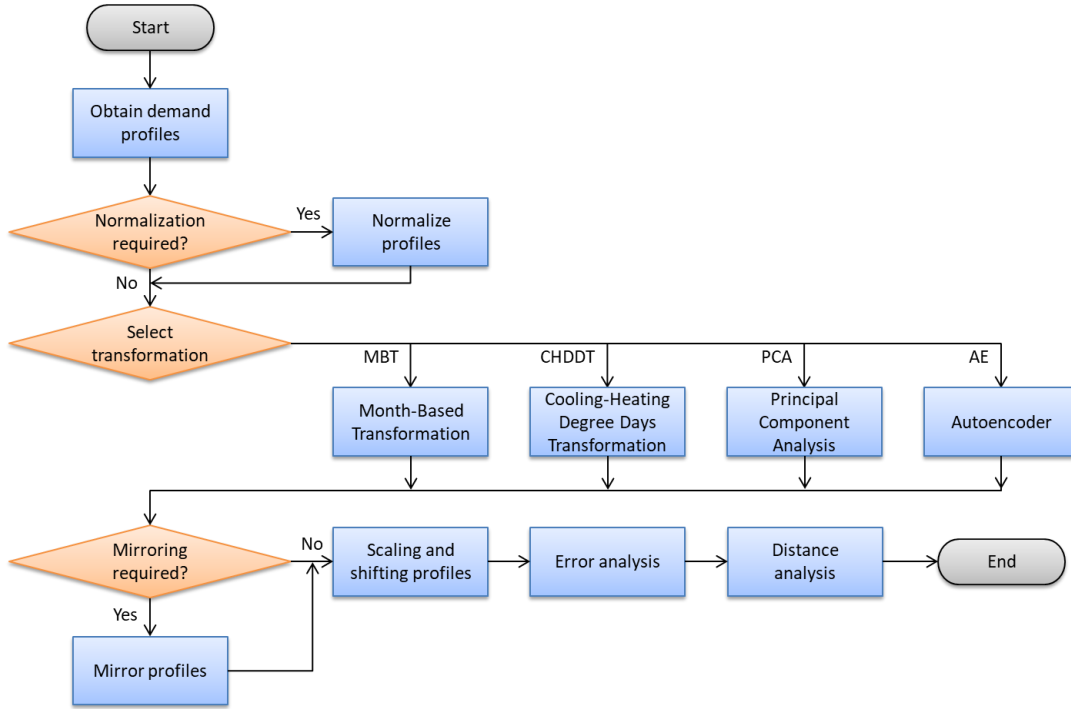 Start
Obtain demand
profiles
Normalization
required?
Yes
Normalize
profiles
No
Select
transformation
MBT
CHDDT
PCA
AE
Month-Based
Transformation
Cooling-Heating
Degree Days
Transformation
Principal
Component
Analysis
Autoencoder
Mirroring
required?
No
Scaling and
shifting profiles
Error analysis
Distance
analysis
End
Yes
Mirror profiles